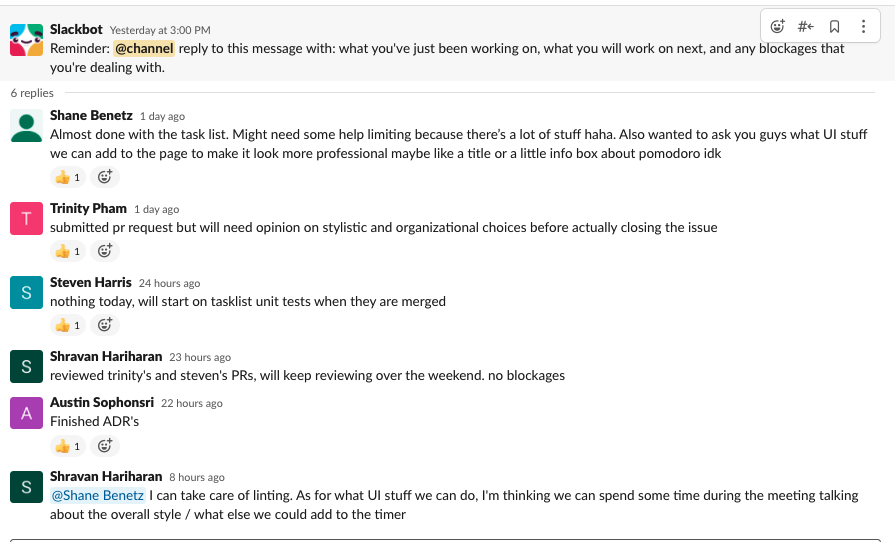 Slackbot Yesterday at 3:00 PM
Reminder: @channel reply to this message with: what you've just been working on, what you will work on next, and any blockages that
you're dealing with.
6 replies
Shane Benetz 1 day ago
Almost done with the task list. Might need some help limiting because there's a lot of stuff haha. Also wanted to ask you guys what UI stuff
we can add to the page to make it look more professional maybe like a title or a little info box about pomodoro idk
👍 1
T
Trinity Pham 1 day ago
submitted pr request but will need opinion on stylistic and organizational choices before actually closing the issue
👍 1
S
Steven Harris 24 hours ago
nothing today, will start on tasklist unit tests when they are merged
👍 1
S
Shravan Hariharan 23 hours ago
reviewed trinity's and steven's PRs, will keep reviewing over the weekend. no blockages
A
Austin Sophonsri 22 hours ago
Finished ADR's
👍 1
S
Shravan Hariharan 8 hours ago
@Shane Benetz I can take care of linting. As for what UI stuff we can do, I'm thinking we can spend some time during the meeting talking
about the overall style / what else we could add to the timer